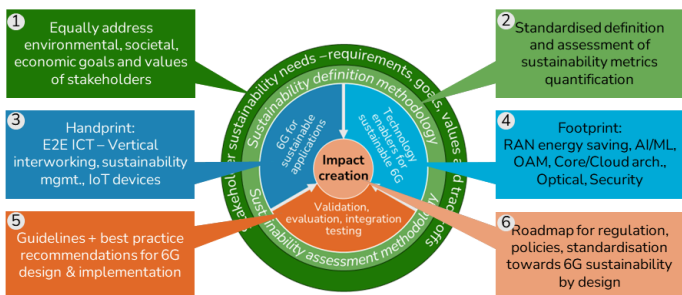 1
Equally address
environmental, societal,
economic goals and values
of stakeholders
2
Standardised definition
and assessment of
sustainability metrics
quantification
3
Handprint:
E2E ICT – Vertical
interworking, sustainability
mgmt., IoT devices
4
Footprint:
RAN energy saving, AI/ML,
OAM, Core/Cloud arch.,
Optical, Security
5
Guidelines + best practice
recommendations for 6G
design & implementation
6
Roadmap for regulation,
policies, standardisation
towards 6G sustainability
by design
sustainability needs –requirements, goals, values and
Sustainability definition methodology
6G for
sustainable
applications
Technology
enablers for
sustainable 6G
Impact
creation
Validation,
evaluation, integration
testing
Sustainability assessment methodology